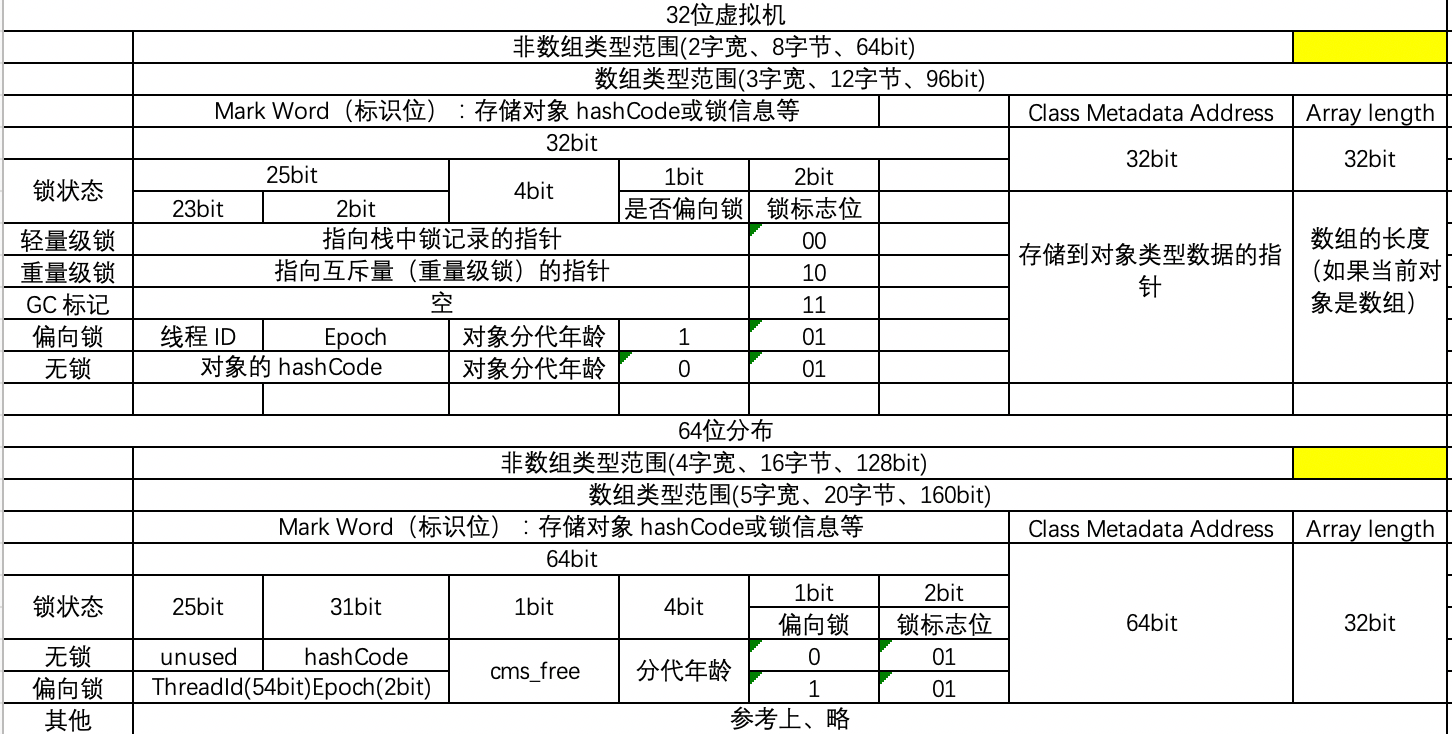 32位虚拟机
非数组类型范围(2字宽、8字节、64bit)
数组类型范围(3字宽、12字节、96bit)
Mark Word（标识位）：存储对象 hashCode或锁信息等
Class Metadata Address
Array length
32bit
32bit
32bit
锁状态
25bit
4bit
1bit
2bit
23bit
2bit
是否偏向锁
锁标志位
轻量级锁
指向栈中锁记录的指针
00
重量级锁
指向互斥量（重量级锁）的指针
10
GC 标记
空
11
偏向锁
线程 ID
Epoch
对象分代年龄
1
01
无锁
对象的 hashCode
对象分代年龄
0
01
存储到对象类型数据的指
针
数组的长度
（如果当前对
象是数组）
64位分布
非数组类型范围(4字宽、16字节、128bit)
数组类型范围(5字宽、20字节、160bit)
Mark Word（标识位）：存储对象 hashCode或锁信息等
Class Metadata Address
Array length
64bit
锁状态
25bit
31bit
1bit
4bit
1bit
2bit
偏向锁
锁标志位
64bit
32bit
无锁
unused
hashCode
cms_free
分代年龄
0
01
偏向锁
ThreadId(54bit)Epoch(2bit)
1
01
其他
参考上、略